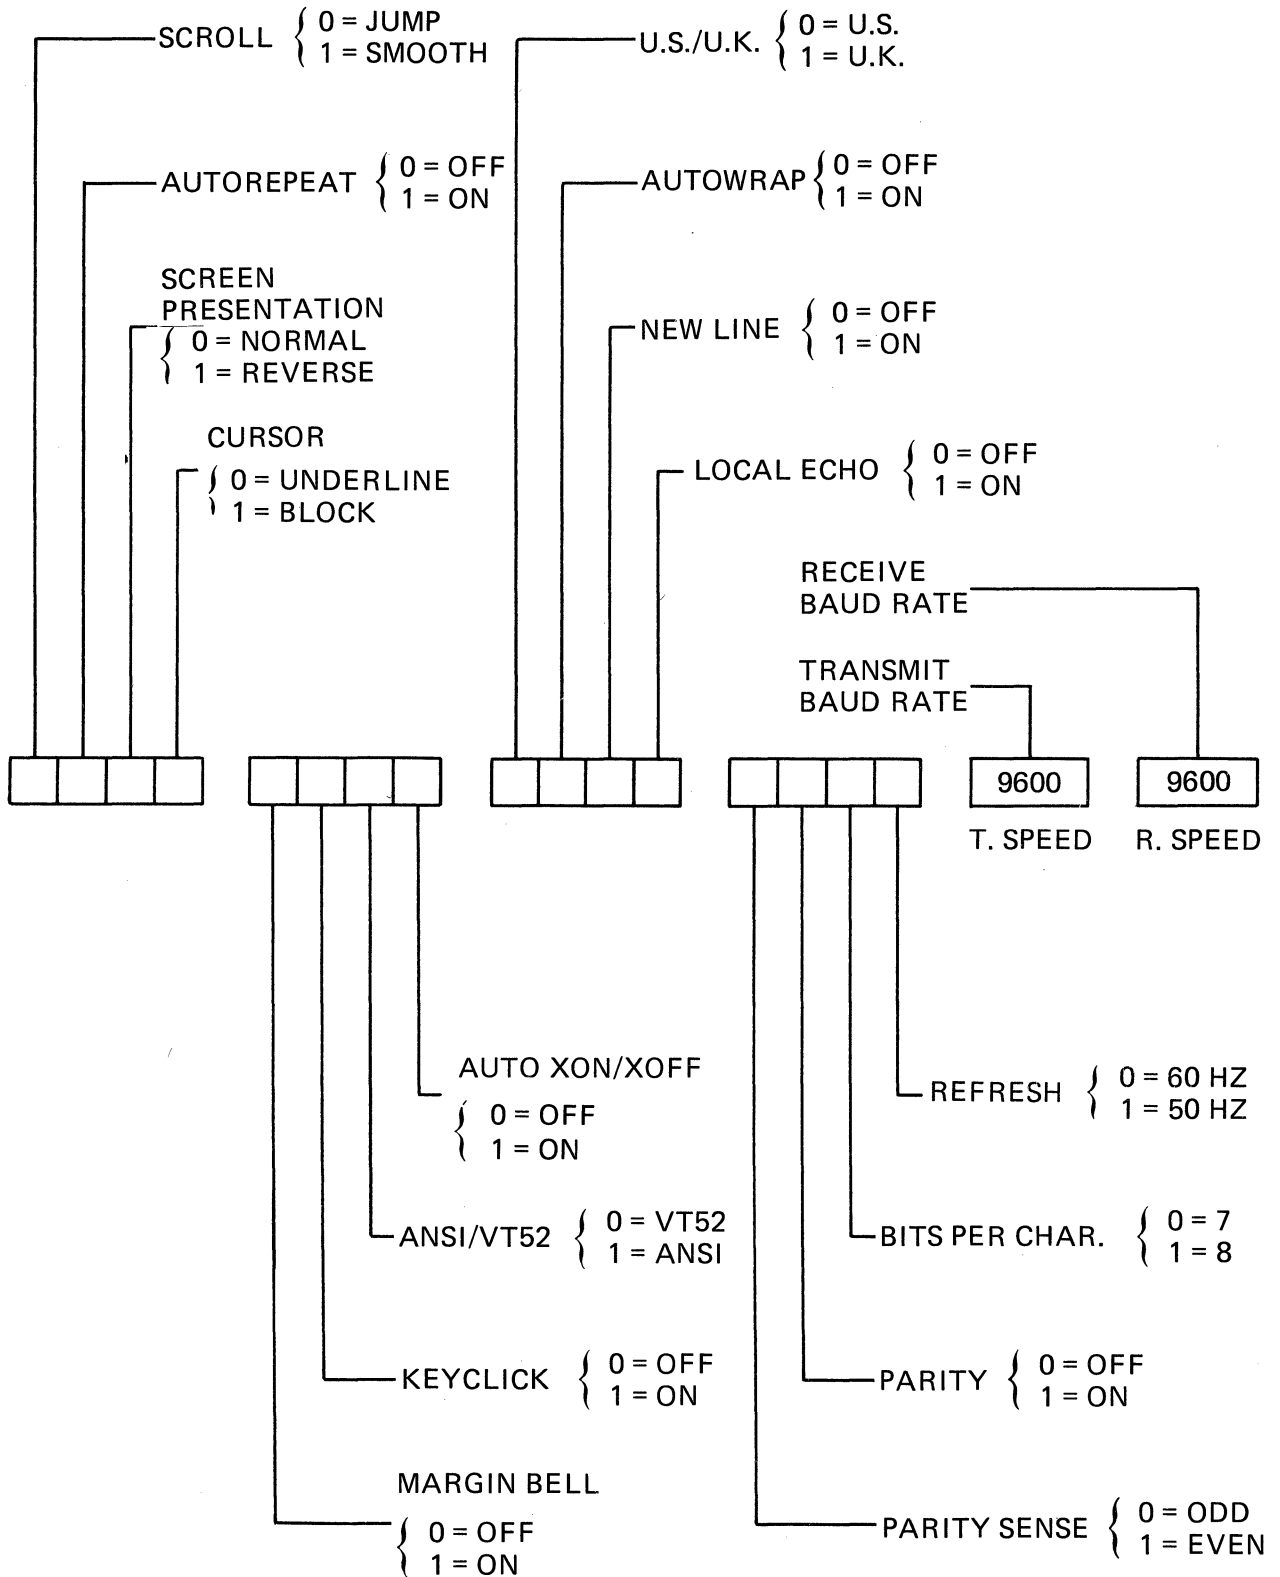 SCROLL { 0 = JUMP
1 = SMOOTH
U.S./U.K. { 0 = U.S.
1 = U.K.
AUTOREPEAT { 0 = OFF
1 = ON
AUTOWRAP { 0 = OFF
1 = ON
SCREEN
PRESENTATION
{ 0 = NORMAL
1 = REVERSE
NEW LINE { 0 = OFF
1 = ON
CURSOR
{ 0 = UNDERLINE
1 = BLOCK
LOCAL ECHO { 0 = OFF
1 = ON
RECEIVE
BAUD RATE
TRANSMIT
BAUD RATE
9600
9600
T. SPEED
R. SPEED
AUTO XON/XOFF
{ 0 = OFF
1 = ON
REFRESH { 0 = 60 HZ
1 = 50 HZ
ANSI/VT52 { 0 = VT52
1 = ANSI
BITS PER CHAR. { 0 = 7
1 = 8
KEYCLICK { 0 = OFF
1 = ON
PARITY { 0 = OFF
1 = ON
MARGIN BELL
{ 0 = OFF
1 = ON
PARITY SENSE { 0 = ODD
1 = EVEN